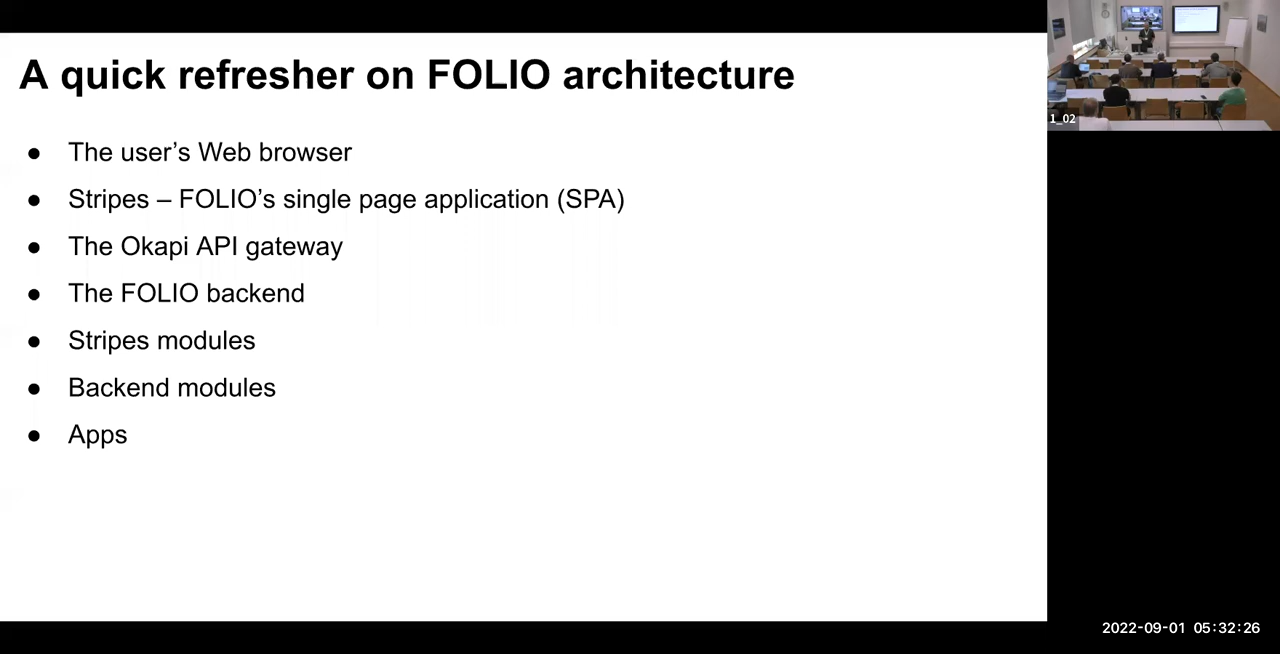 A quick refresher on FOLIO architecture
● The user’s Web browser
● Stripes – FOLIO’s single page application (SPA)
● The Okapi API gateway
● The FOLIO backend
● Stripes modules
● Backend modules
● Apps
1_02
2022-09-01 05:32:26